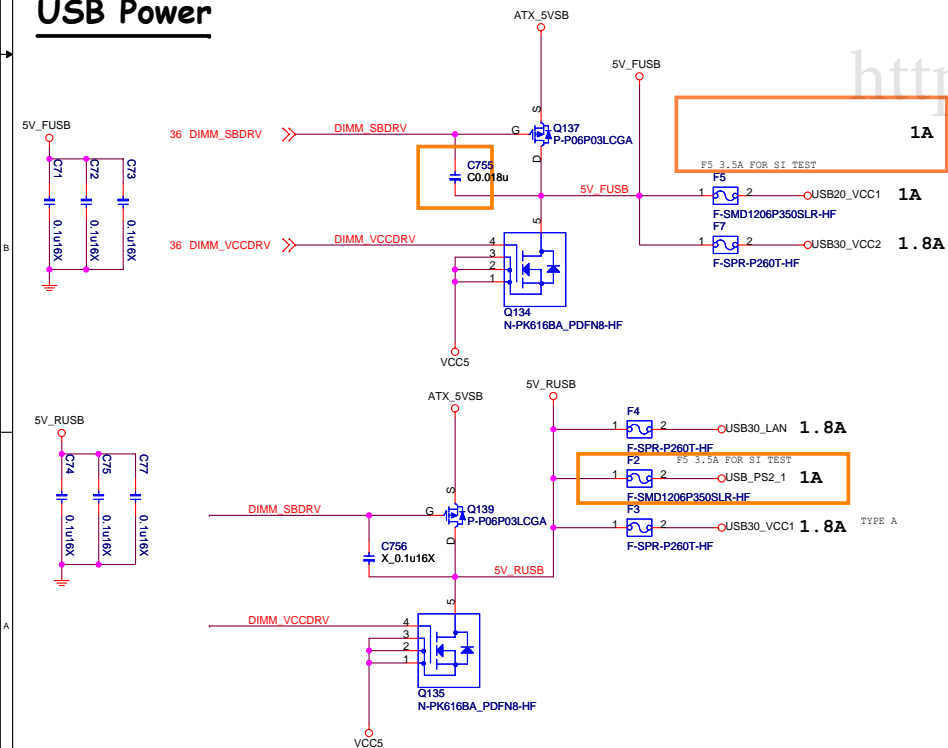 USB Power
ATX_5VSB
5V_FUSB
http
5V_FUSB
36 DIMM_SBDRV
DIMM_SBDRV
S
G
D
Q137
P-P06P03LCGA
1A
C71
C72
C73
0.1u16X
0.1u16X
0.1u16X
C755
C0.018u
5V_FUSB
F5 3.5A FOR SI TEST
F5
1
2
USB20_VCC1
1A
F-SMD1206P350SLR-HF
F7
1
2
USB30_VCC2
1.8A
F-SPR-P260T-HF
B
36 DIMM_VCCDRV
DIMM_VCCDRV
5
4
3
2
1
Q134
N-PK616BA_PDFN8-HF
VCC5
5V_RUSB
ATX_5VSB
5V_RUSB
C74
C75
C77
0.1u16X
0.1u16X
0.1u16X
F4
1
2
USB30_LAN
1.8A
F-SPR-P260T-HF
F2
F5 3.5A FOR SI TEST
1
2
USB_PS2_1
1A
F-SMD1206P350SLR-HF
F3
1
2
USB30_VCC1
1.8A
TYPE A
F-SPR-P260T-HF
DIMM_SBDRV
S
G
D
Q139
P-P06P03LCGA
C756
X_0.1u16X
5V_RUSB
A
DIMM_VCCDRV
5
4
3
2
1
Q135
N-PK616BA_PDFN8-HF
VCC5